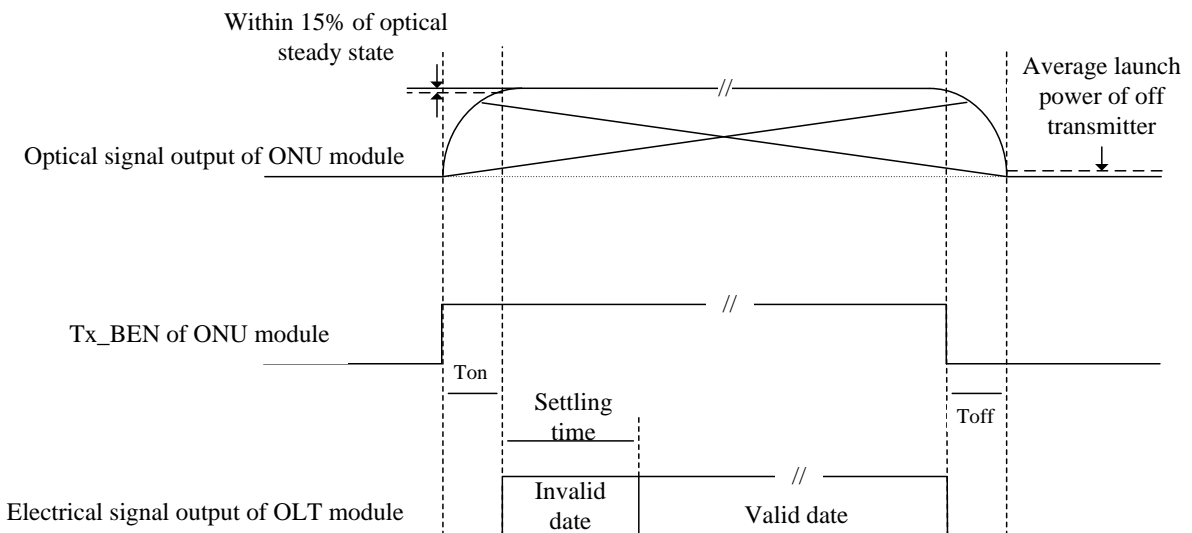 Within 15% of optical
steady state
Average launch
power of off
transmitter
//
Optical signal output of ONU module
//
Tx_BEN of ONU module
Ton
Settling
time
Toff
//
Electrical signal output of OLT module
Invalid
date
Valid date